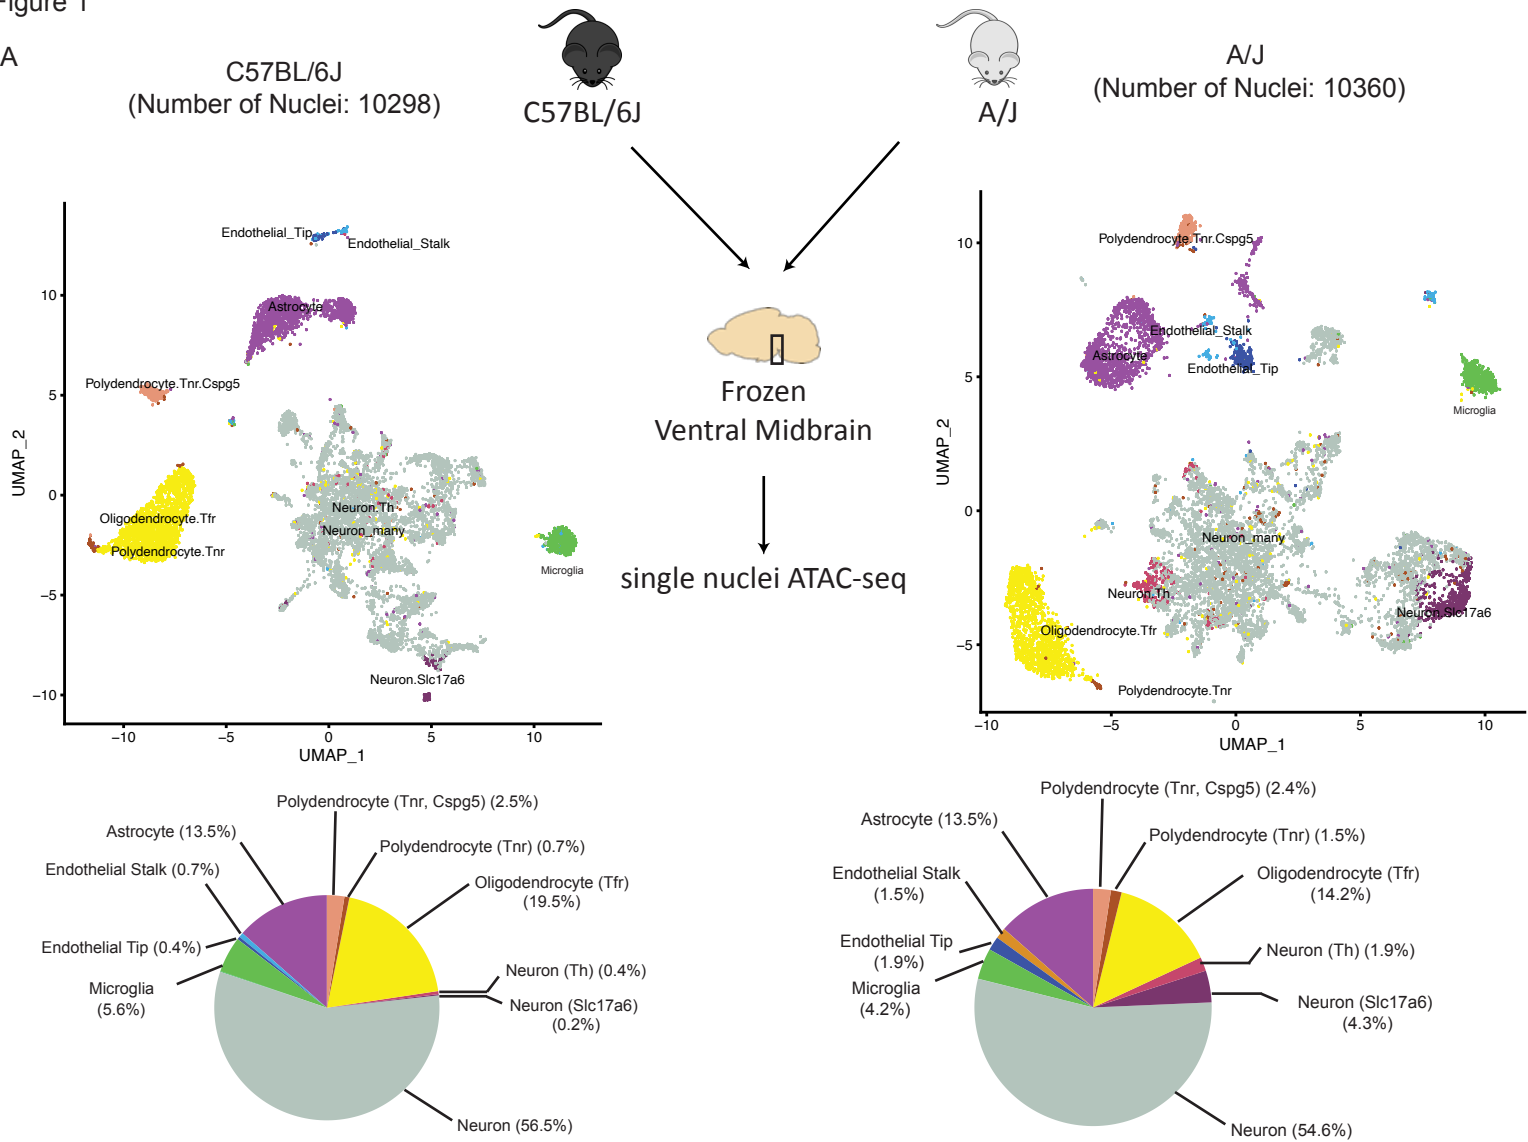 Figure 1
A
C57BL/6J
(Number of Nuclei: 10298)
C57BL/6J
A/J
A/J
(Number of Nuclei: 10360)
Frozen
Ventral Midbrain
single nuclei ATAC-seq
Endothelial_Tip
Endothelial_Stalk
Astrocyte
Polydendrocyte.Tnr.Cspg5
Oligodendrocyte.Tfr
Polydendrocyte.Tnr
Neuron.Th
Neuron_many
Microglia
Neuron.Slc17a6
10
5
0
−5
−10
UMAP_2
−10
−5
0
5
10
UMAP_1
Polydendrocyte.Tnr.Cspg5
Endothelial_Stalk
Astrocyte
Endothelial_Tip
Microglia
Neuron_many
Neuron.Th
Neuron.Slc17a6
Oligodendrocyte.Tfr
Polydendrocyte.Tnr
10
5
0
−5
UMAP_2
−10
−5
0
5
10
UMAP_1
Polydendrocyte (Tnr, Cspg5) (2.5%)
Astrocyte (13.5%)
Polydendrocyte (Tnr) (0.7%)
Endothelial Stalk (0.7%)
Oligodendrocyte (Tfr)
(19.5%)
Endothelial Tip (0.4%)
Neuron (Th) (0.4%)
Microglia
(5.6%)
Neuron (Slc17a6)
(0.2%)
Neuron (56.5%)
Polydendrocyte (Tnr, Cspg5) (2.4%)
Astrocyte (13.5%)
Polydendrocyte (Tnr) (1.5%)
Endothelial Stalk
(1.5%)
Oligodendrocyte (Tfr)
(14.2%)
Endothelial Tip
(1.9%)
Neuron (Th) (1.9%)
Microglia
(4.2%)
Neuron (Slc17a6)
(4.3%)
Neuron (54.6%)